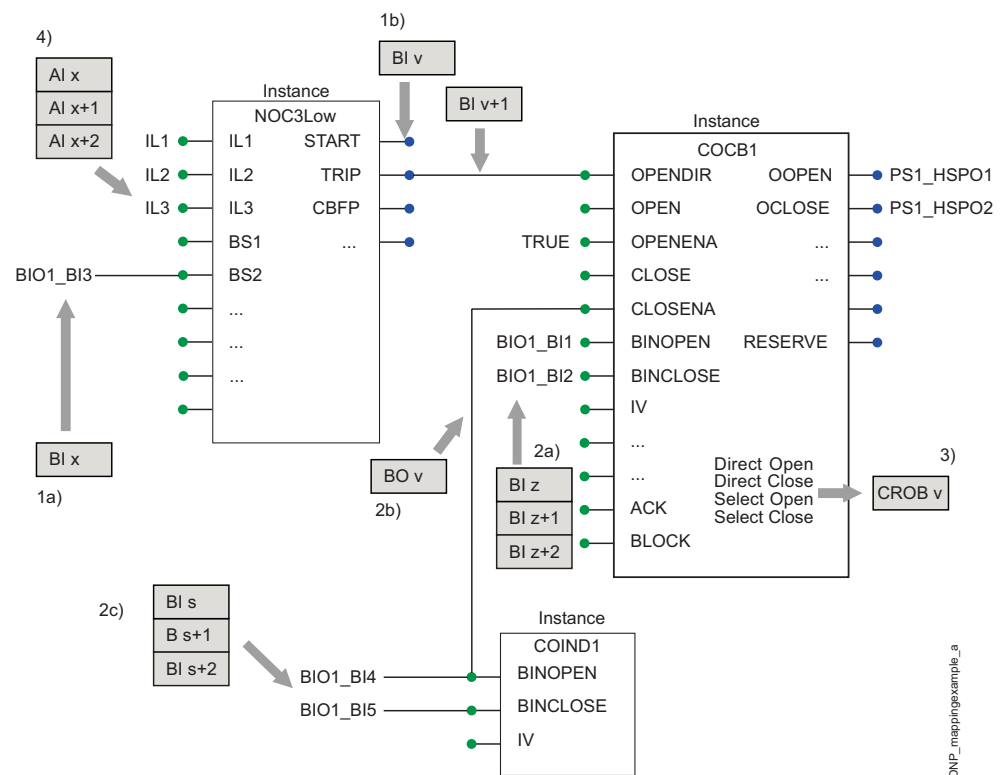 4)
AI x
AI x+1
AI x+2
1b)
BI v
BI v+1
Instance
NOC3Low
IL1 IL1 START
IL2 IL2 TRIP
IL3 IL3 CBFP
BS1 ...
BIO1_BI3 BS2
...
...
...
BI x
1a)
Instance
COCB1
OPENDIR OOPEN PS1_HSPO1
OPEN OCLOSE PS1_HSPO2
TRUE OPENENA ...
CLOSE ...
CLOSENA
BIO1_BI1 BINOPEN RESERVE
BIO1_BI2 BINCLOSE
IV
...
...
ACK
BLOCK
Direct Open
Direct Close
Select Open
Select Close
3)
CROB v
2a)
BI z
BI z+1
BI z+2
BO v
2b)
2c)
BI s
B s+1
BI s+2
Instance
COIND1
BIO1_BI4 BINOPEN
BIO1_BI5 BINCLOSE
IV
DNP_mappingexample_a